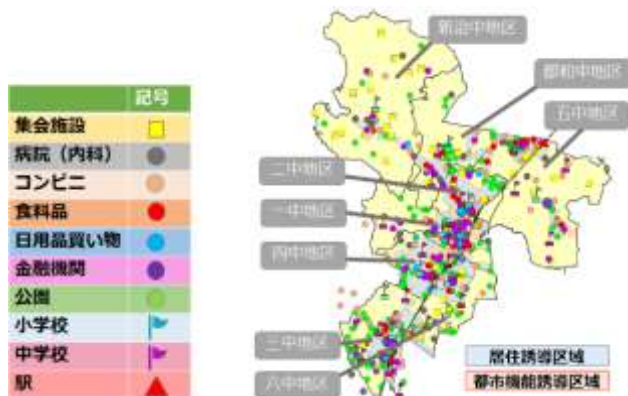 記号
集会施設
病院（内科）
コンビニ
食料品
日用品買い物
金融機関
公園
小学校
中学校
駅
新治中地区
都和中地区
五中地区
二中地区
一中地区
四中地区
三中地区
六中地区
居住誘導区域
都市機能誘導区域